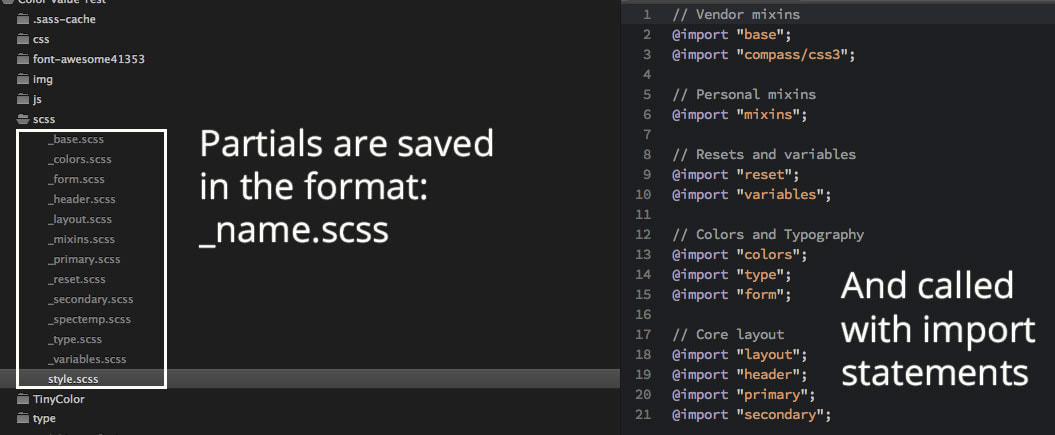 Color Value Test
.sass-cache
css
font-awesome41353
img
js
scss
_base.scss
_colors.scss
_form.scss
_header.scss
_layout.scss
_mixins.scss
_primary.scss
_reset.scss
_secondary.scss
_spectemp.scss
_type.scss
_variables.scss
style.scss
TinyColor
type
Partials are saved
in the format:
_name.scss
1 // Vendor mixins
2 @import "base";
3 @import "compass/css3";
4
5 // Personal mixins
6 @import "mixins";
7
8 // Resets and variables
9 @import "reset";
10 @import "variables";
11
12 // Colors and Typography
13 @import "colors";
14 @import "type";
15 @import "form";
16
17 // Core layout
18 @import "layout";
19 @import "header";
20 @import "primary";
21 @import "secondary";
And called
with import
statements